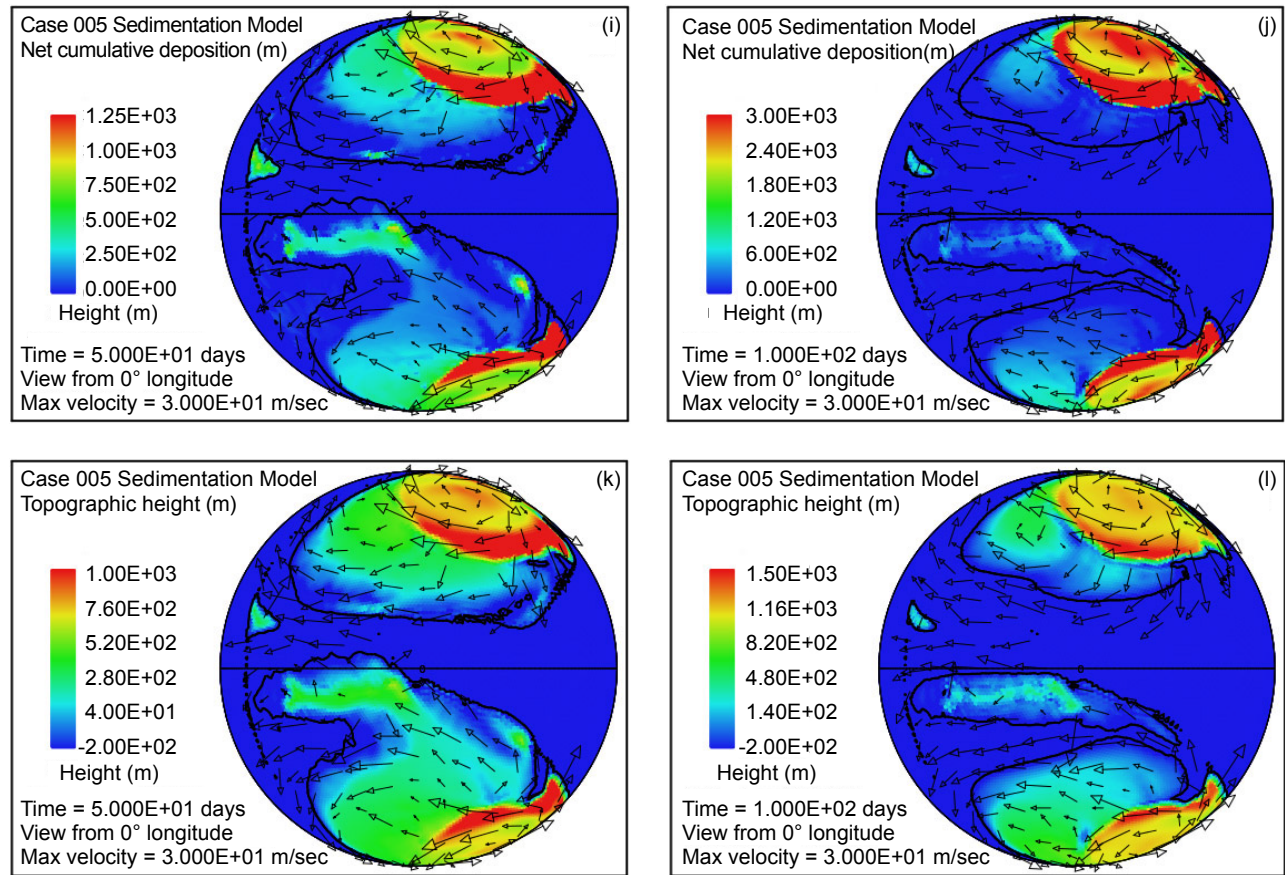 Case 005 Sedimentation Model
(i)
Net cumulative deposition (m)
1.25E+03
1.00E+03
7.50E+02
5.00E+02
2.50E+02
0.00E+00
Height (m)
Time = 5.000E+01 days
View from 0° longitude
Max velocity = 3.000E+01 m/sec
Case 005 Sedimentation Model
(j)
Net cumulative deposition(m)
3.00E+03
2.40E+03
1.80E+03
1.20E+03
6.00E+02
0.00E+00
Height (m)
Time = 1.000E+02 days
View from 0° longitude
Max velocity = 3.000E+01 m/sec
Case 005 Sedimentation Model
(k)
Topographic height (m)
1.00E+03
7.60E+02
5.20E+02
2.80E+02
4.00E+01
-2.00E+02
Height (m)
Time = 5.000E+01 days
View from 0° longitude
Max velocity = 3.000E+01 m/sec
Case 005 Sedimentation Model
(l)
Topographic height (m)
1.50E+03
1.16E+03
8.20E+02
4.80E+02
1.40E+02
-2.00E+02
Height (m)
Time = 1.000E+02 days
View from 0° longitude
Max velocity = 3.000E+01 m/sec